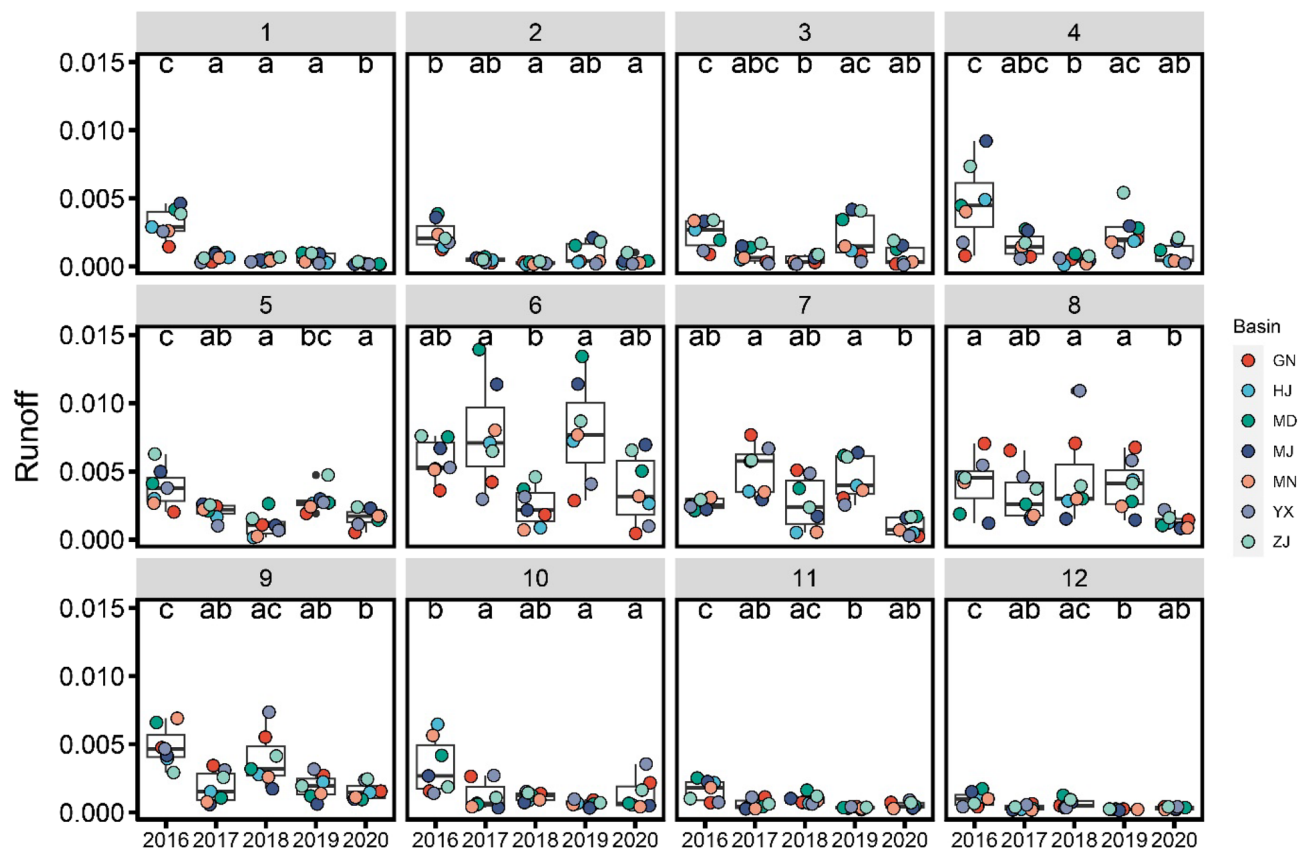 1 2 3 4
0.015 c a a a b b ab a ab a c abc b ac ab c abc b ac ab
0.010
0.005
0.000
5 6 7 8
0.015 c ab a bc a ab a b a ab ab a ab a b a ab a a b
0.010
0.005
0.000
9 10 11 12
0.015 c ab ac ab b b a ab a a c ab ac b ab a ab ac b ab
0.010
0.005
0.000
2016 2017 2018 2019 2020 2016 2017 2018 2019 2020 2016 2017 2018 2019 2020 2016 2017 2018 2019 2020
Runoff
Basin
GN
HJ
MD
MJ
MN
YX
ZJ